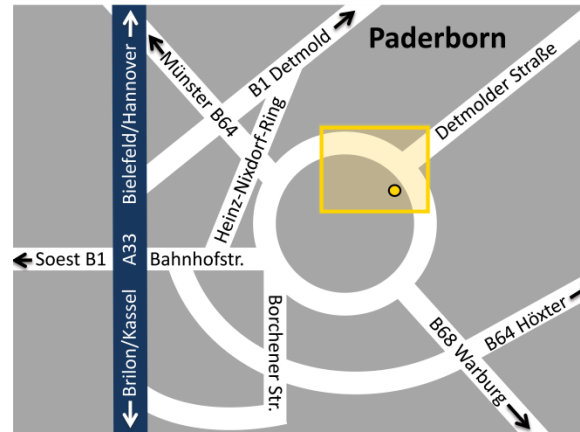 Paderborn
B1 Detmold
Münster B64
Detmolder Straße
Bielefeld/Hannover
Heinz-Nixdorf-Ring
Soest B1
A33
Bahnhofstr.
Brilon/Kassel
Borchener Str.
B68 Warburg
B64 Höxter